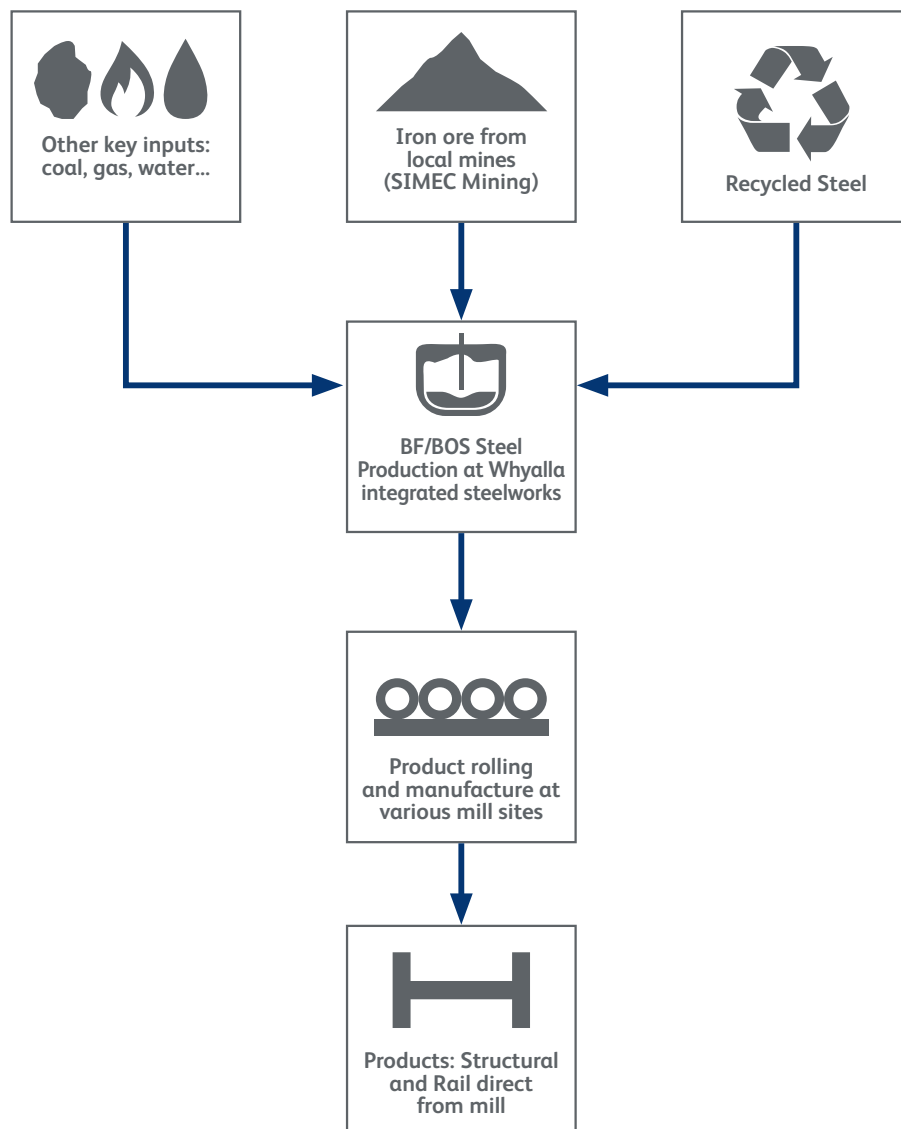 Other key inputs:
coal, gas, water...
Iron ore from
local mines
(SIMEC Mining)
Recycled Steel
BF/BOS Steel
Production at Whyalla
integrated steelworks
Product rolling
and manufacture at
various mill sites
Products: Structural
and Rail direct
from mill